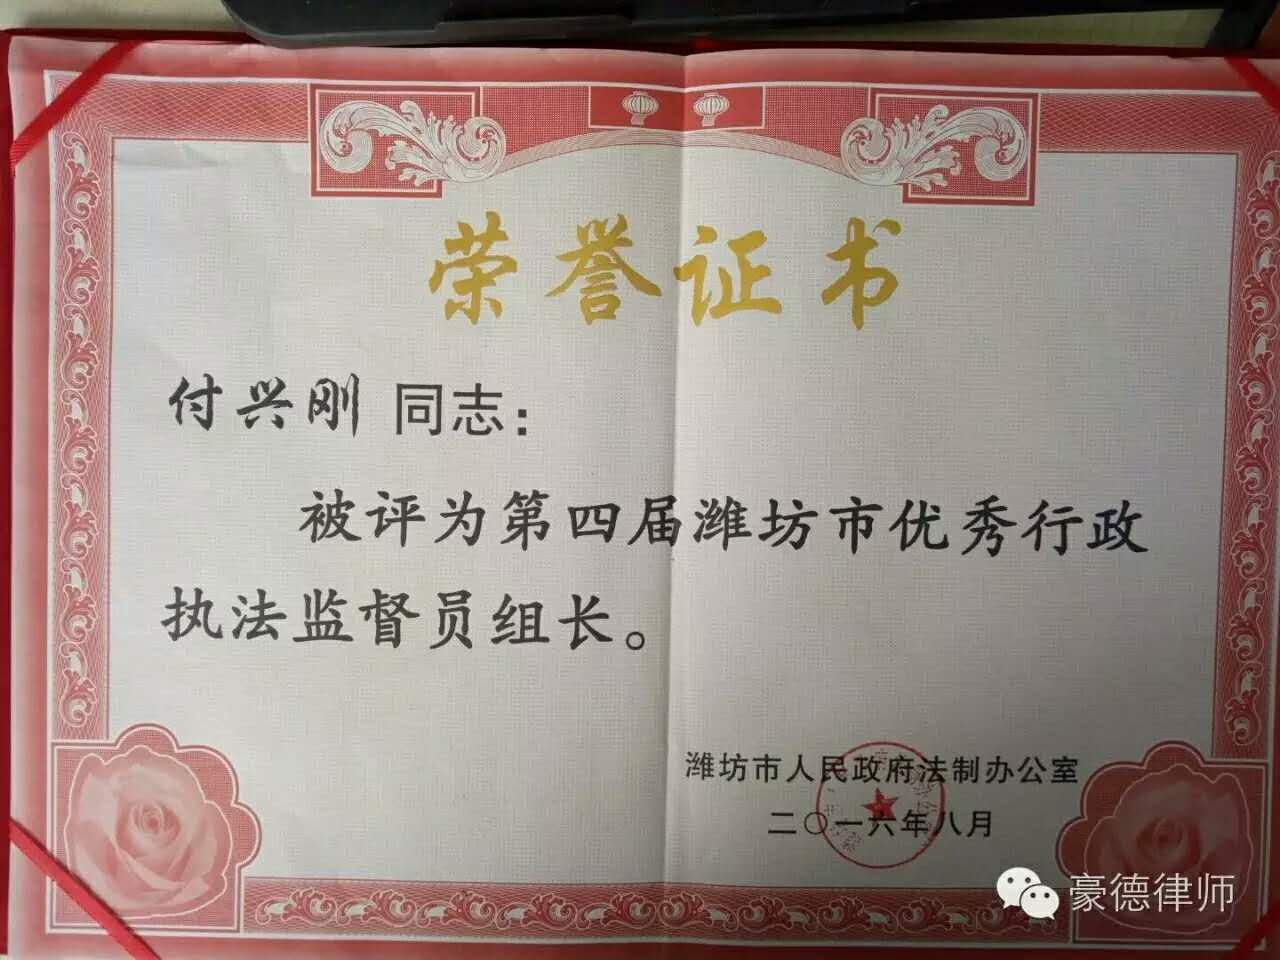 荣誉证书
付兴刚 同志：
被评为第四届潍坊市优秀行政
执法监督员组长。
潍坊市人民政府法制办公室
二〇一六年八月
豪德律师